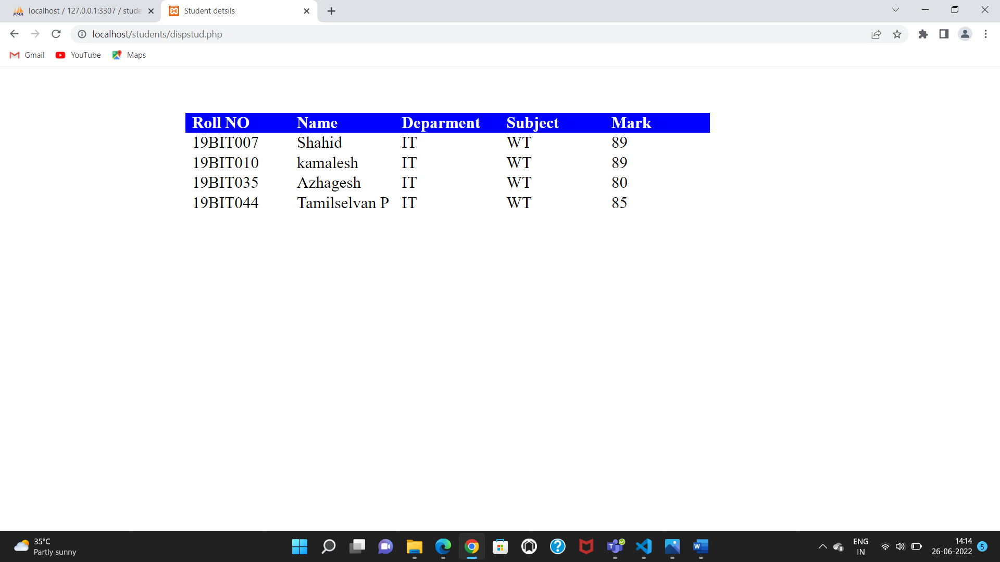 localhost / 127.0.0.1:3307 / stude
Student detsils
localhost/students/dispstud.php
Gmail YouTube Maps
Roll NO Name Deparment Subject Mark
19BIT007 Shahid IT WT 89
19BIT010 kamalesh IT WT 89
19BIT035 Azhagesh IT WT 80
19BIT044 Tamilselvan P IT WT 85
35°C
Partly sunny
ENG
IN
14:14
26-06-2022
5